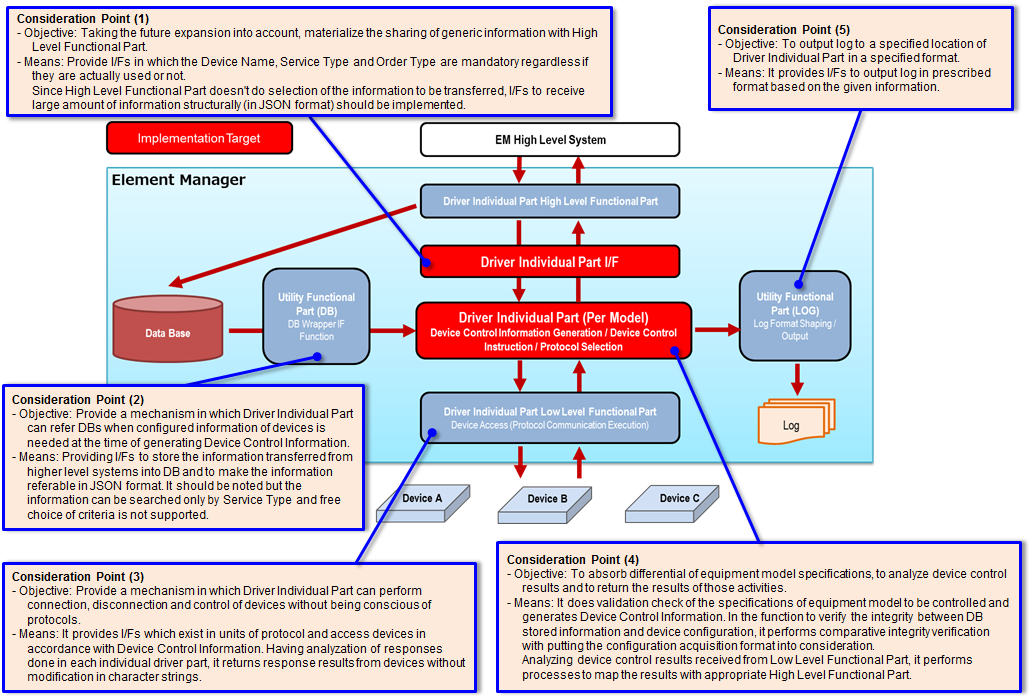 Consideration Point (1)
- Objective: Taking the future expansion into account, materialize the sharing of generic information with High
Level Functional Part.
- Means: Provide I/Fs in which the Device Name, Service Type and Order Type are mandatory regardless if
they are actually used or not.
Since High Level Functional Part doesn't do selection of the information to be transferred, I/Fs to receive
large amount of information structurally (in JSON format) should be implemented.
Consideration Point (5)
- Objective: To output log to a specified location of
Driver Individual Part in a specified format.
- Means: It provides I/Fs to output log in prescribed
format based on the given information.
Implementation Target
EM High Level System
Element Manager
Driver Individual Part High Level Functional Part
Driver Individual Part I/F
Data Base
Utility Functional
Part (DB)
DB Wrapper IF
Function
Driver Individual Part (Per Model)
Device Control Information Generation / Device Control
Instruction / Protocol Selection
Utility Functional
Part (LOG)
Log Format Shaping /
Output
Driver Individual Part Low Level Functional Part
Device Access (Protocol Communication Execution)
Log
Device A
Device B
Device C
Consideration Point (2)
- Objective: Provide a mechanism in which Driver Individual Part
can refer DBs when configured information of devices is
needed at the time of generating Device Control Information.
- Means: Providing I/Fs to store the information transferred from
higher level systems into DB and to make the information
referable in JSON format. It should be noted but the
information can be searched only by Service Type and free
choice of criteria is not supported.
Consideration Point (3)
- Objective: Provide a mechanism in which Driver Individual Part can perform
connection, disconnection and control of devices without being conscious of
protocols.
- Means: It provides I/Fs which exist in units of protocol and access devices in
accordance with Device Control Information. Having analyzation of responses
done in each individual driver part, it returns response results from devices without
modification in character strings.
Consideration Point (4)
- Objective: To absorb differential of equipment model specifications, to analyze device control
results and to return the results of those activities.
- Means: It does validation check of the specifications of equipment model to be controlled and
generates Device Control Information. In the function to verify the integrity between DB
stored information and device configuration, it performs comparative integrity verification
with putting the configuration acquisition format into consideration.
Analyzing device control results received from Low Level Functional Part, it performs
processes to map the results with appropriate High Level Functional Part.